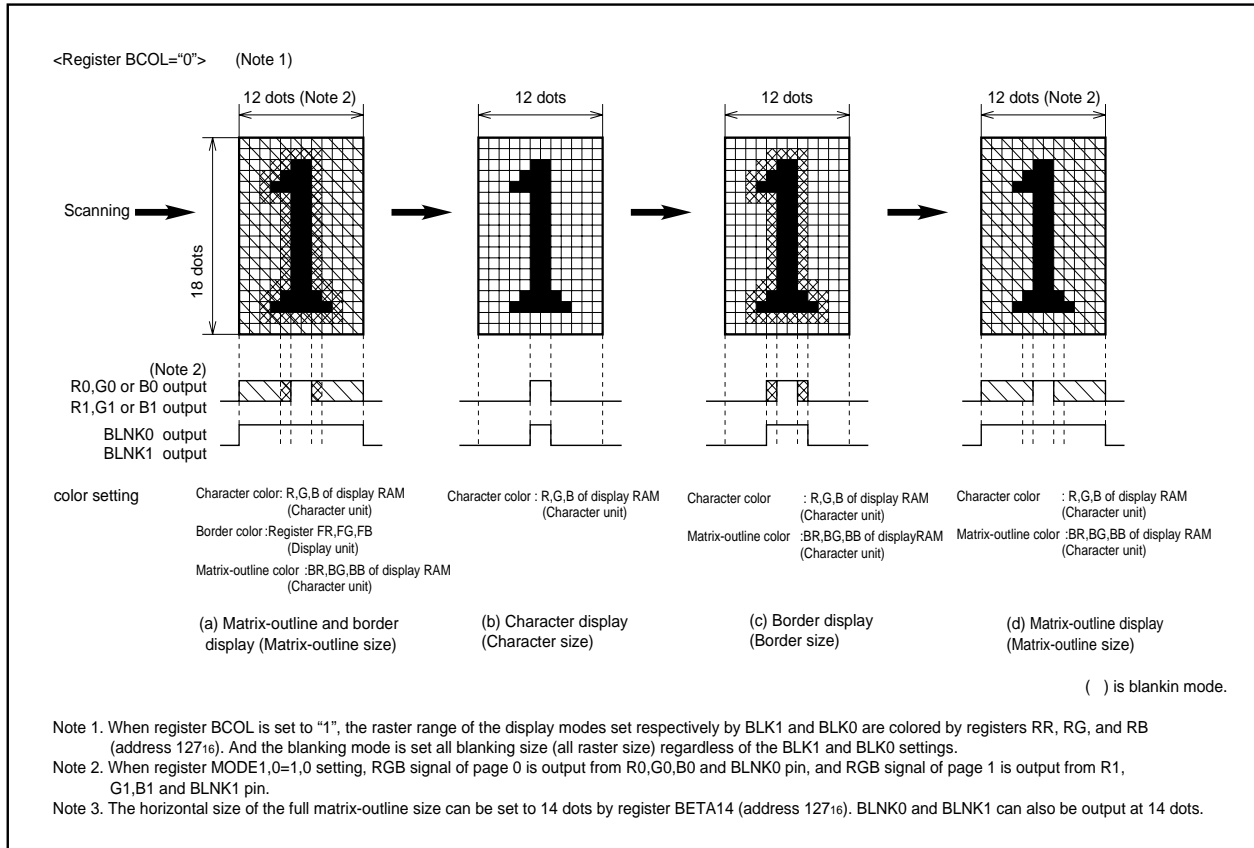 <Register BCOL=“0”> (Note 1)
12 dots (Note 2) 12 dots 12 dots 12 dots (Note 2)
Scanning
18 dots
(Note 2)
R0,G0 or B0 output
R1,G1 or B1 output
BLNK0 output
BLNK1 output
color setting
Character color: R,G,B of display RAM
(Character unit)
Border color :Register FR,FG,FB
(Display unit)
Matrix-outline color :BR,BG,BB of display RAM
(Character unit)
(a) Matrix-outline and border
display (Matrix-outline size)
Character color : R,G,B of display RAM
(Character unit)
(b) Character display
(Character size)
Character color : R,G,B of display RAM
(Character unit)
Matrix-outline color :BR,BG,BB of displayRAM
(Character unit)
(c) Border display
(Border size)
Character color : R,G,B of display RAM
(Character unit)
Matrix-outline color :BR,BG,BB of display RAM
(Character unit)
(d) Matrix-outline display
(Matrix-outline size)
( ) is blankin mode.
Note 1. When register BCOL is set to “1”, the raster range of the display modes set respectively by BLK1 and BLK0 are colored by registers RR, RG, and RB
(address 12716). And the blanking mode is set all blanking size (all raster size) regardless of the BLK1 and BLK0 settings.
Note 2. When register MODE1,0=1,0 setting, RGB signal of page 0 is output from R0,G0,B0 and BLNK0 pin, and RGB signal of page 1 is output from R1,
G1,B1 and BLNK1 pin.
Note 3. The horizontal size of the full matrix-outline size can be set to 14 dots by register BETA14 (address 12716). BLNK0 and BLNK1 can also be output at 14 dots.